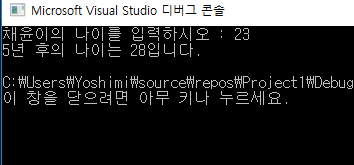 Microsoft Visual Studio 디버그 콘솔
채윤이의 나이를 입력하시오 : 23
5년 후의 나이는 28입니다.
C:₩Users₩Yoshimi₩source₩repos₩Project1₩Debug
이 창을 닫으려면 아무 키나 누르세요.